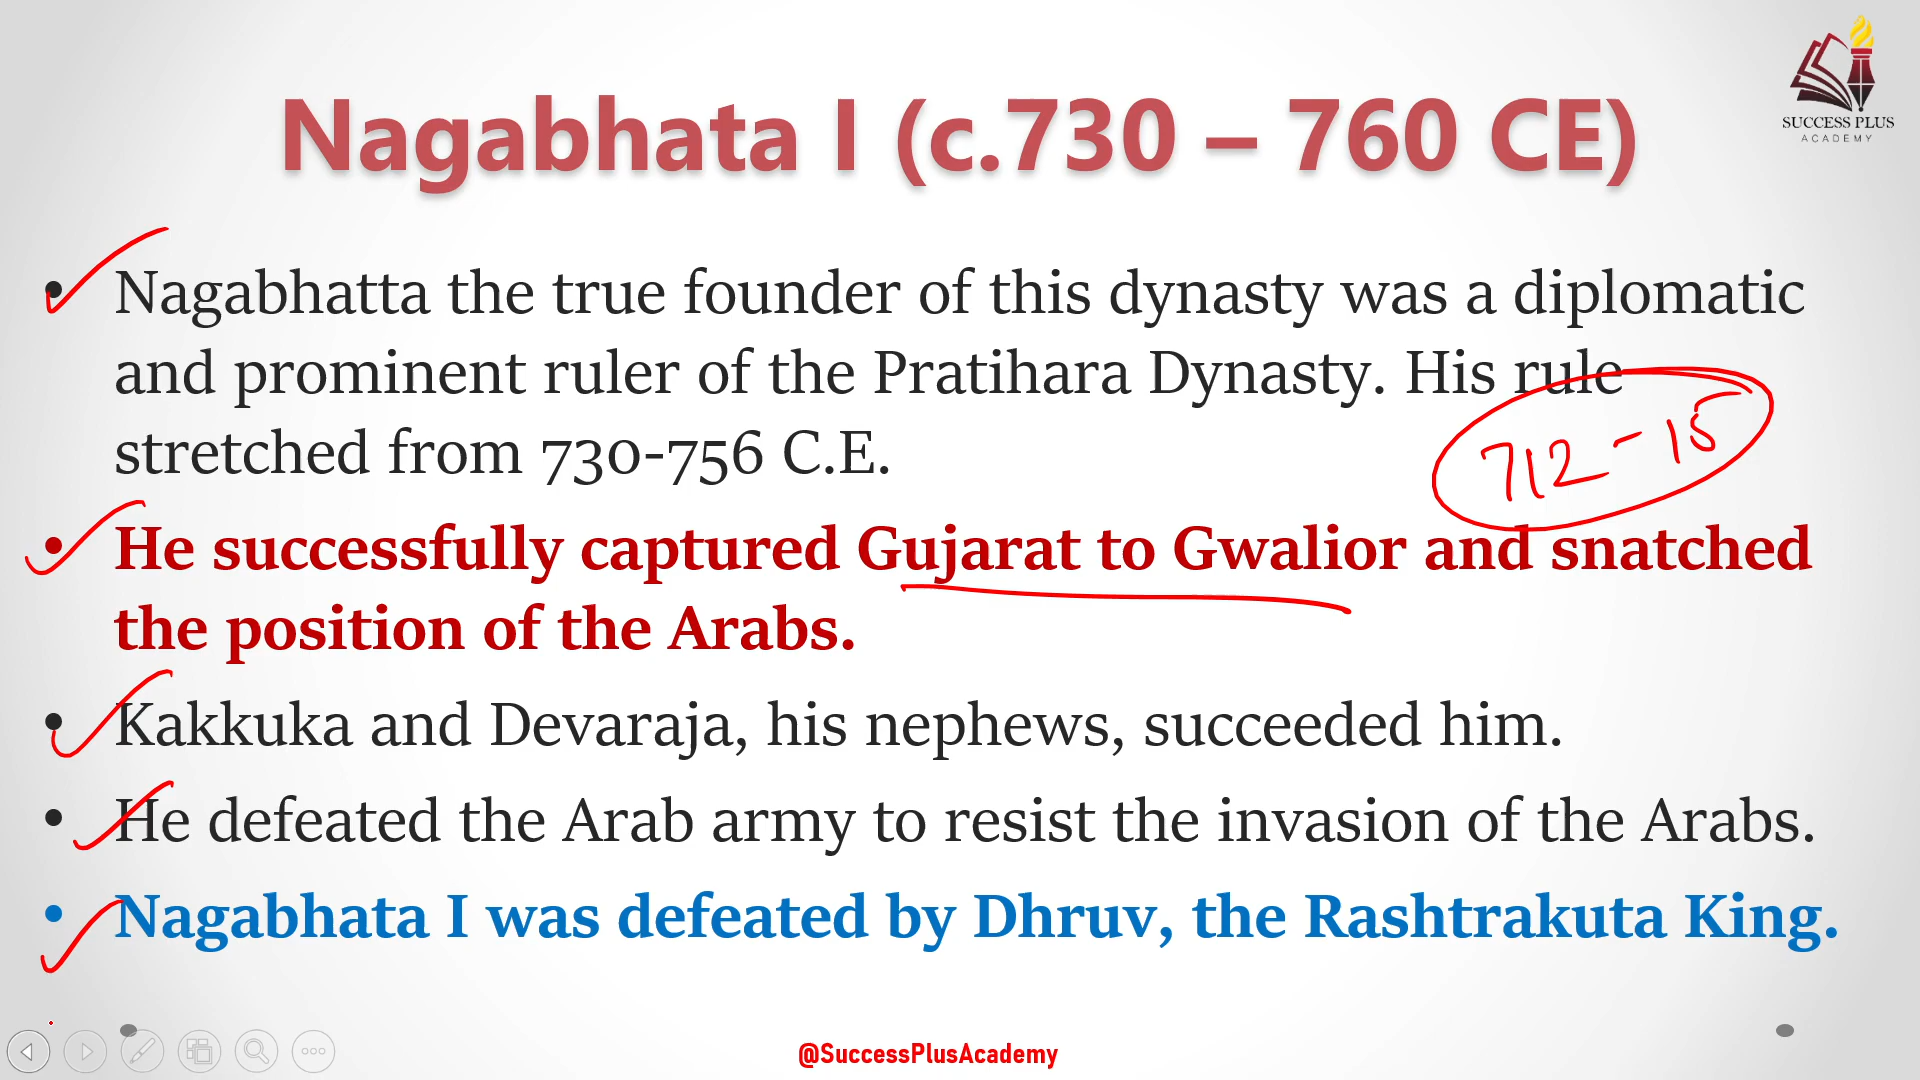 SUCCESS PLUS
ACADEMY
Nagabhata I (c.730 – 760 CE)
• Nagabhatta the true founder of this dynasty was a diplomatic
and prominent ruler of the Pratihara Dynasty. His rule
stretched from 730-756 C.E.
712 - 15
• He successfully captured Gujarat to Gwalior and snatched
the position of the Arabs.
• Kakkuka and Devaraja, his nephews, succeeded him.
• He defeated the Arab army to resist the invasion of the Arabs.
• Nagabhata I was defeated by Dhruv, the Rashtrakuta King.
@SuccessPlusAcademy